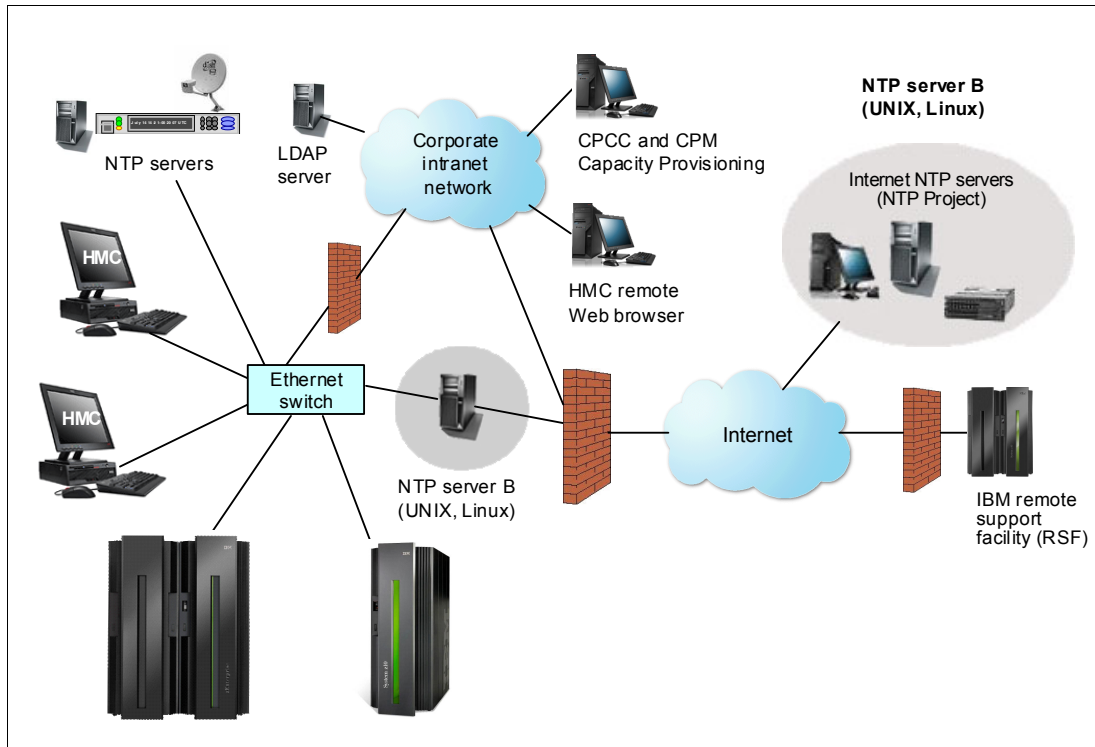 NTP servers
LDAP
server
Corporate
intranet
network
CPCC and CPM
Capacity Provisioning
NTP server B
(UNIX, Linux)
Internet NTP servers
(NTP Project)
HMC
HMC remote
Web browser
Ethernet
switch
HMC
Internet
NTP server B
(UNIX, Linux)
IBM remote
support
facility (RSF)